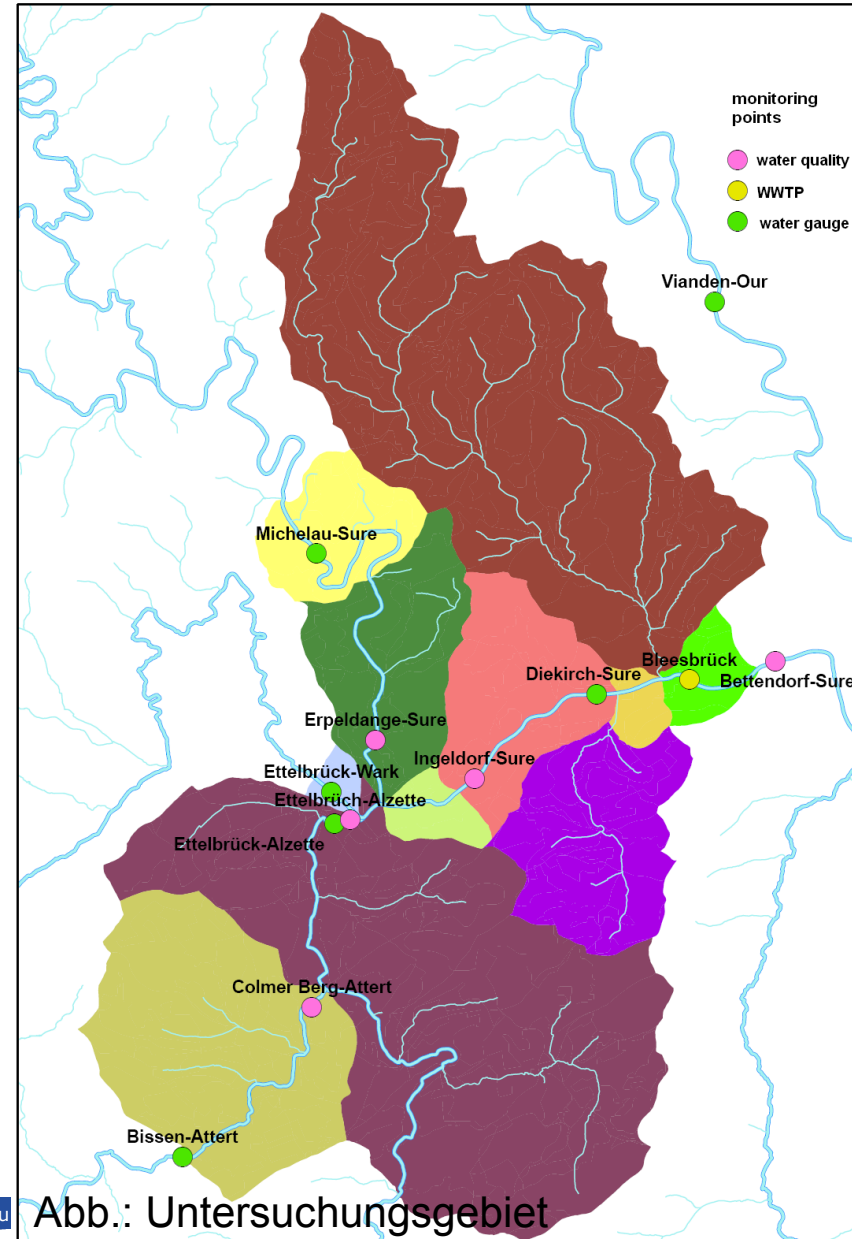 monitoring
points
water quality
WWTP
water gauge
Vianden-Our
Michelau-Sure
Bleesbrück
Diekirch-Sure
Bettendorf-Sure
Erpeldange-Sure
Ingeldorf-Sure
Ettelbrück-Wark
Ettelbrüch-Alzette
Ettelbrück-Alzette
Colmer Berg-Attert
Bissen-Attert
u
Abb.: Untersuchungsgebiet